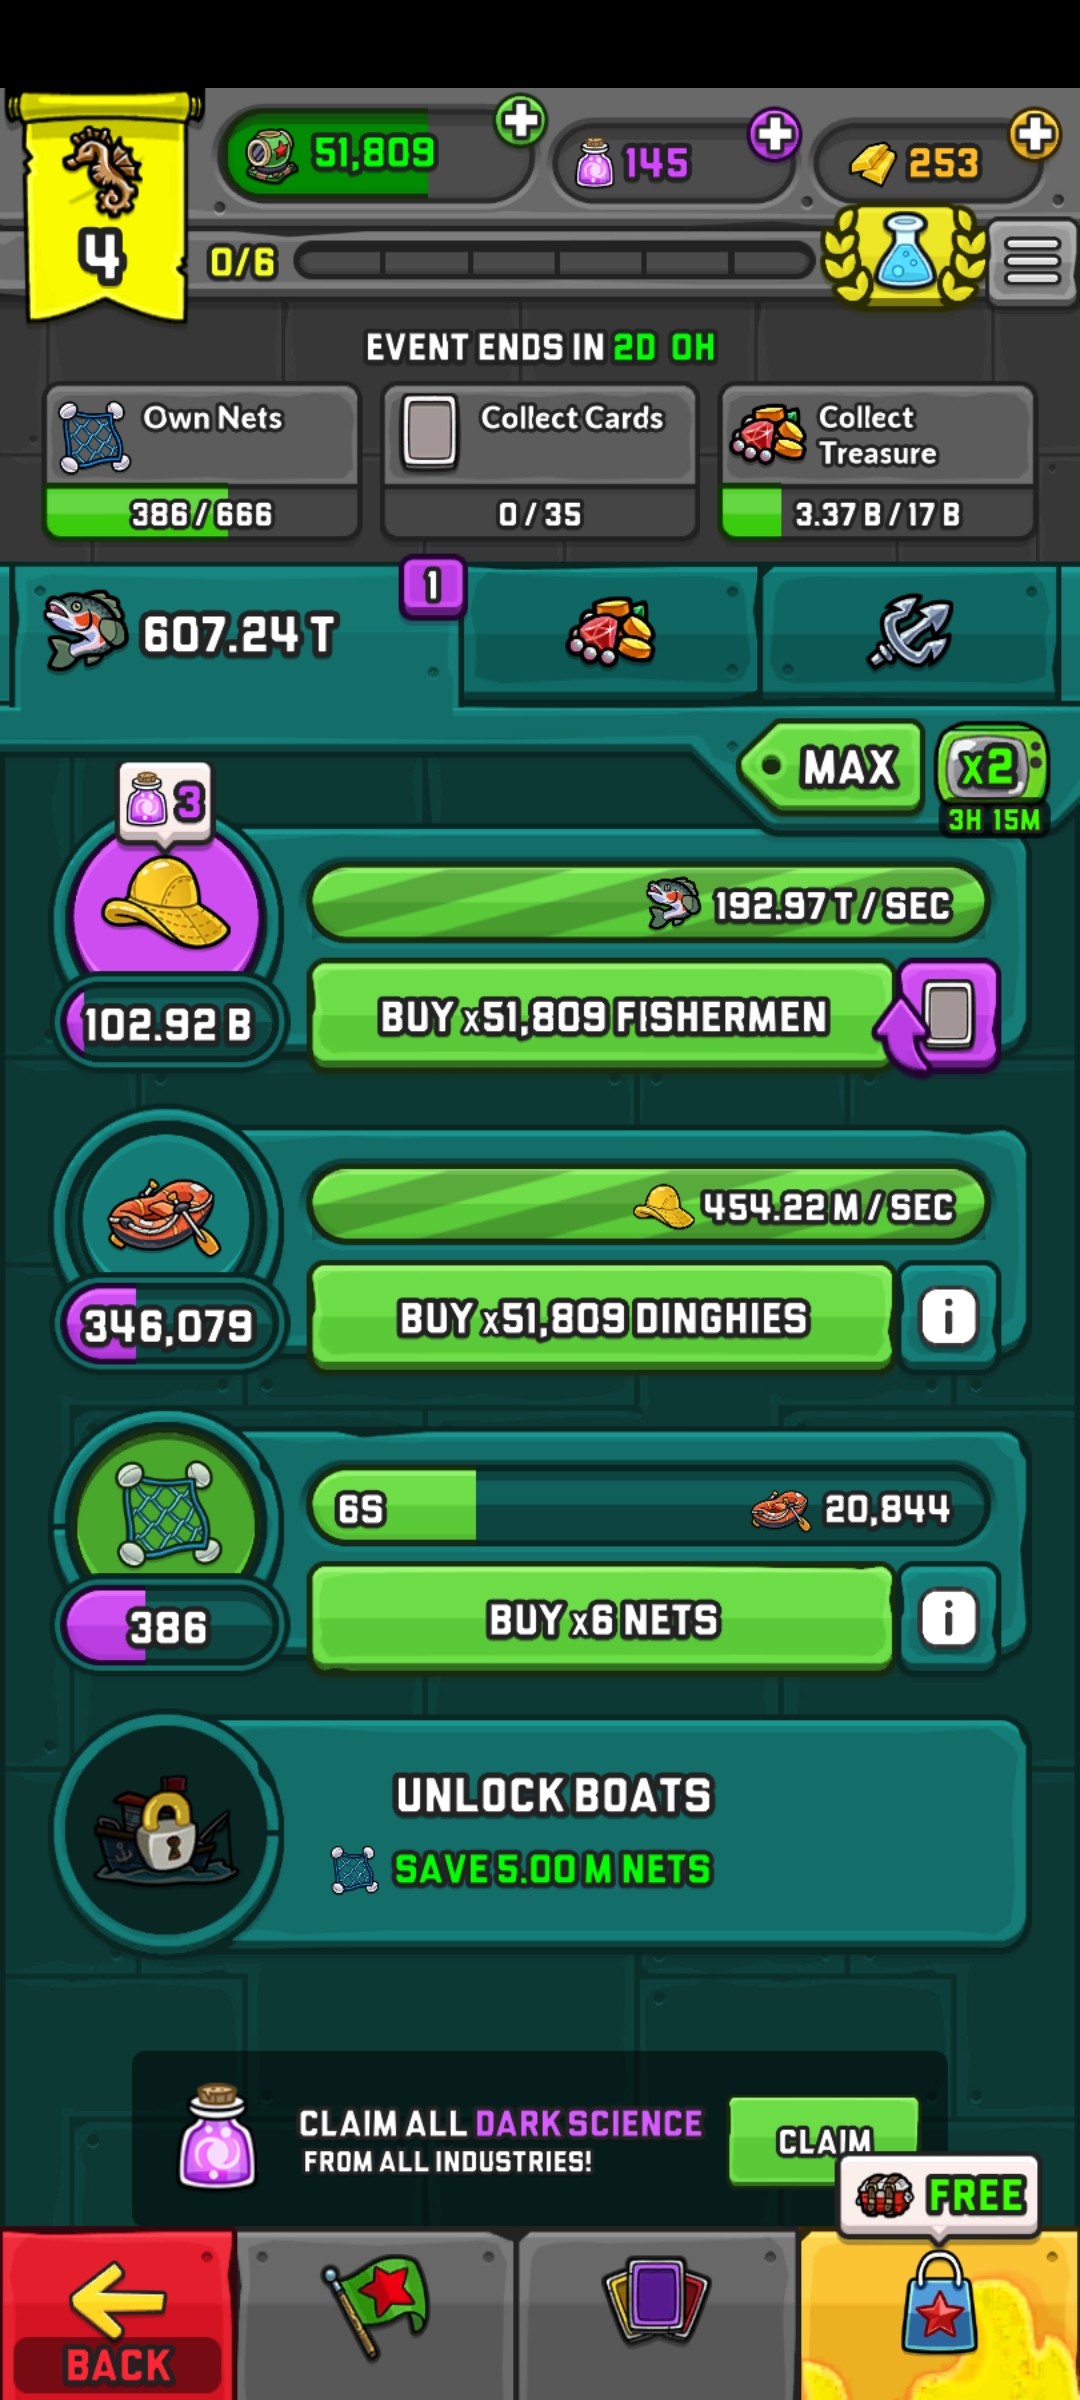 51,809
145
253
4
0/6
EVENT ENDS IN 2D 0H
Own Nets
386/666
Collect Cards
0/35
Collect
Treasure
3.37 B/17 B
607.24 T
1
MAX
x2
3H 15M
3
192.97 T/SEC
102.92 B
BUY x51,809 FISHERMEN
454.22 M/SEC
346,079
BUY x51,809 DINGHIES
6S
20,844
386
BUY x6 NETS
UNLOCK BOATS
SAVE 5.00 M NETS
CLAIM ALL DARK SCIENCE
FROM ALL INDUSTRIES!
CLAIM
FREE
BACK